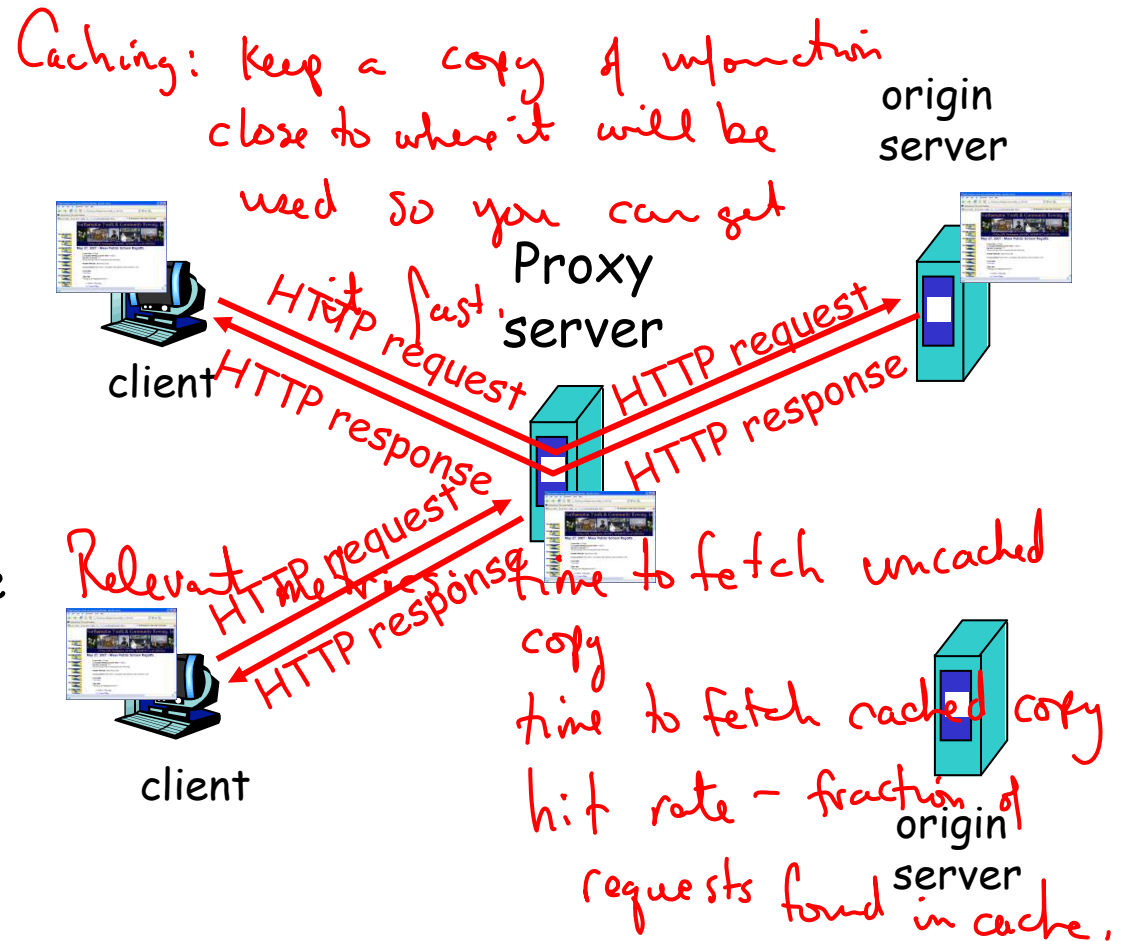 Caching: Keep a copy of information
close to where it will be
used so you can get
it fast.
origin
server
Proxy
server
client
HTTP request
HTTP response
HTTP request
HTTP response
HTTP request
HTTP response
Relevant metrics: time to fetch uncached
copy
time to fetch cached copy
hit rate – fraction of
requests found in cache.
client
origin
server